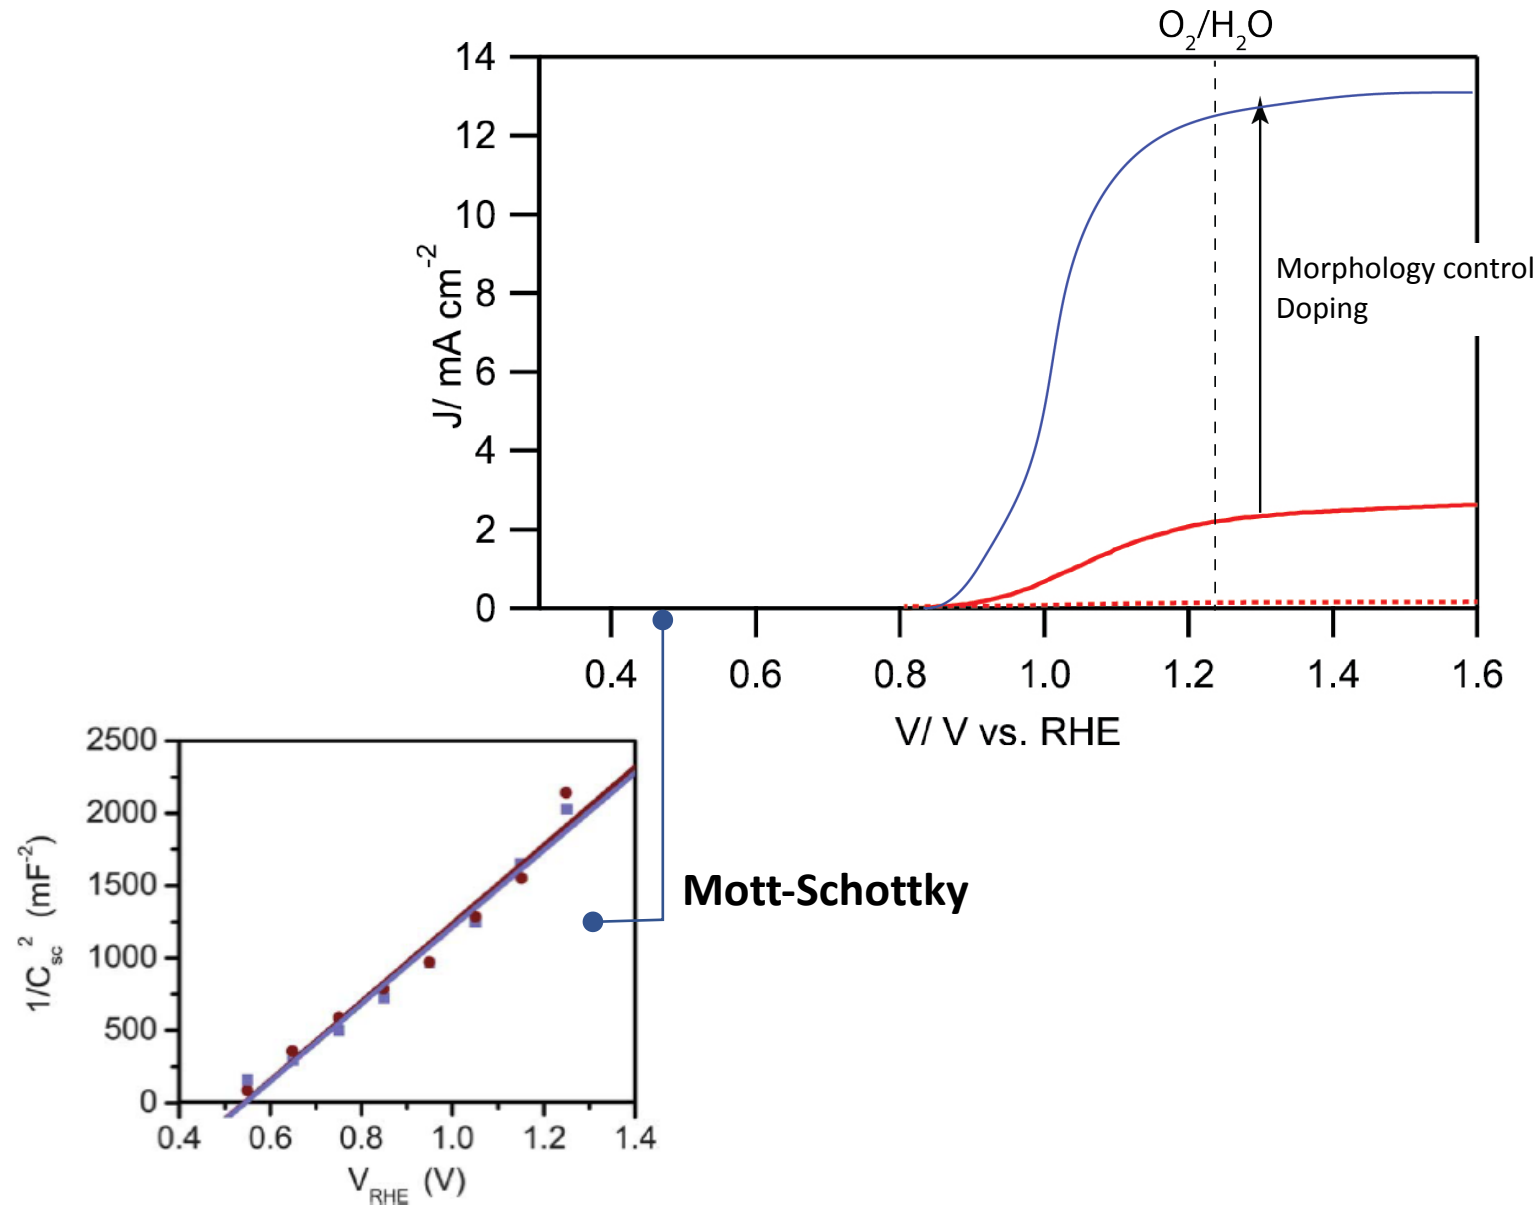 O2/H2O
14
12
10
8
6
4
2
0
J/ mA cm-2
Morphology control
Doping
0.4 0.6 0.8 1.0 1.2 1.4 1.6
V/ V vs. RHE
2500
2000
1500
1000
500
0
1/Csc2 (mF-2)
Mott-Schottky
0.4 0.6 0.8 1.0 1.2 1.4
VRHE (V)